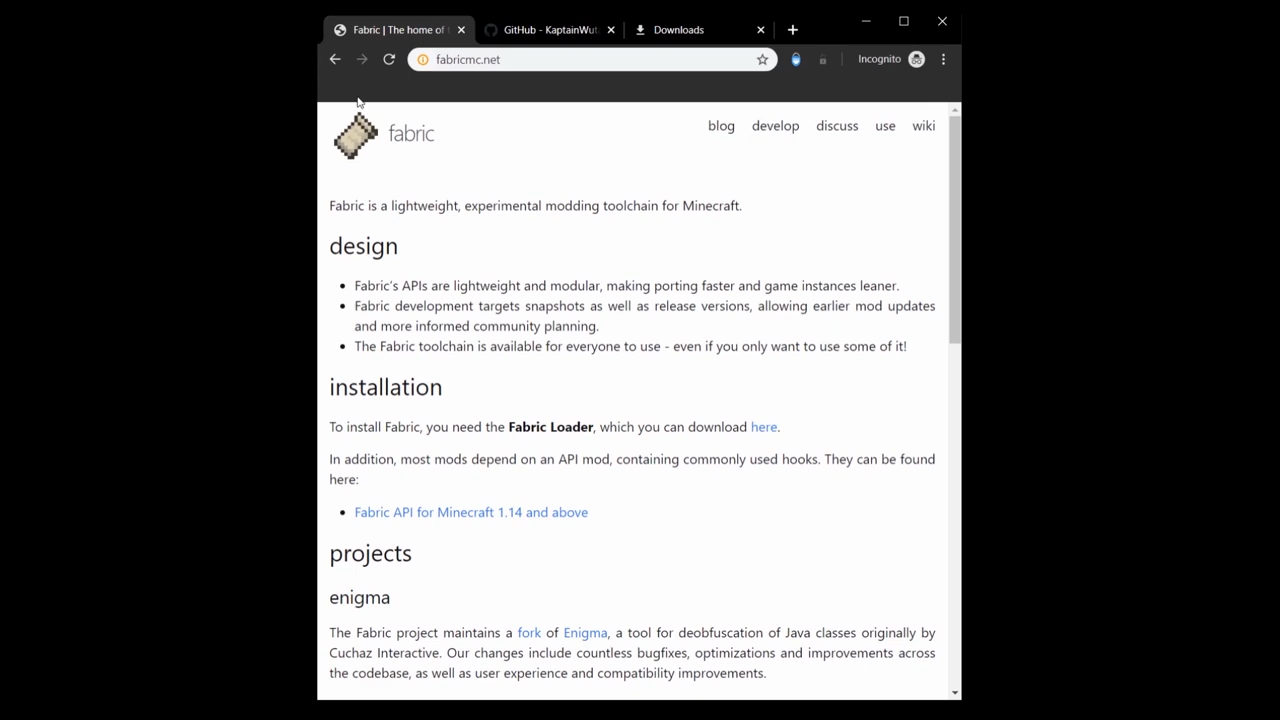 Fabric | The home of
GitHub - KaptainWut
Downloads
fabricmc.net
Incognito
fabric
blog develop discuss use wiki
Fabric is a lightweight, experimental modding toolchain for Minecraft.
design
• Fabric's APIs are lightweight and modular, making porting faster and game instances leaner.
• Fabric development targets snapshots as well as release versions, allowing earlier mod updates
and more informed community planning.
• The Fabric toolchain is available for everyone to use - even if you only want to use some of it!
installation
To install Fabric, you need the Fabric Loader, which you can download here.
In addition, most mods depend on an API mod, containing commonly used hooks. They can be found
here:
• Fabric API for Minecraft 1.14 and above
projects
enigma
The Fabric project maintains a fork of Enigma, a tool for deobfuscation of Java classes originally by
Cuchaz Interactive. Our changes include countless bugfixes, optimizations and improvements across
the codebase, as well as user experience and compatibility improvements.